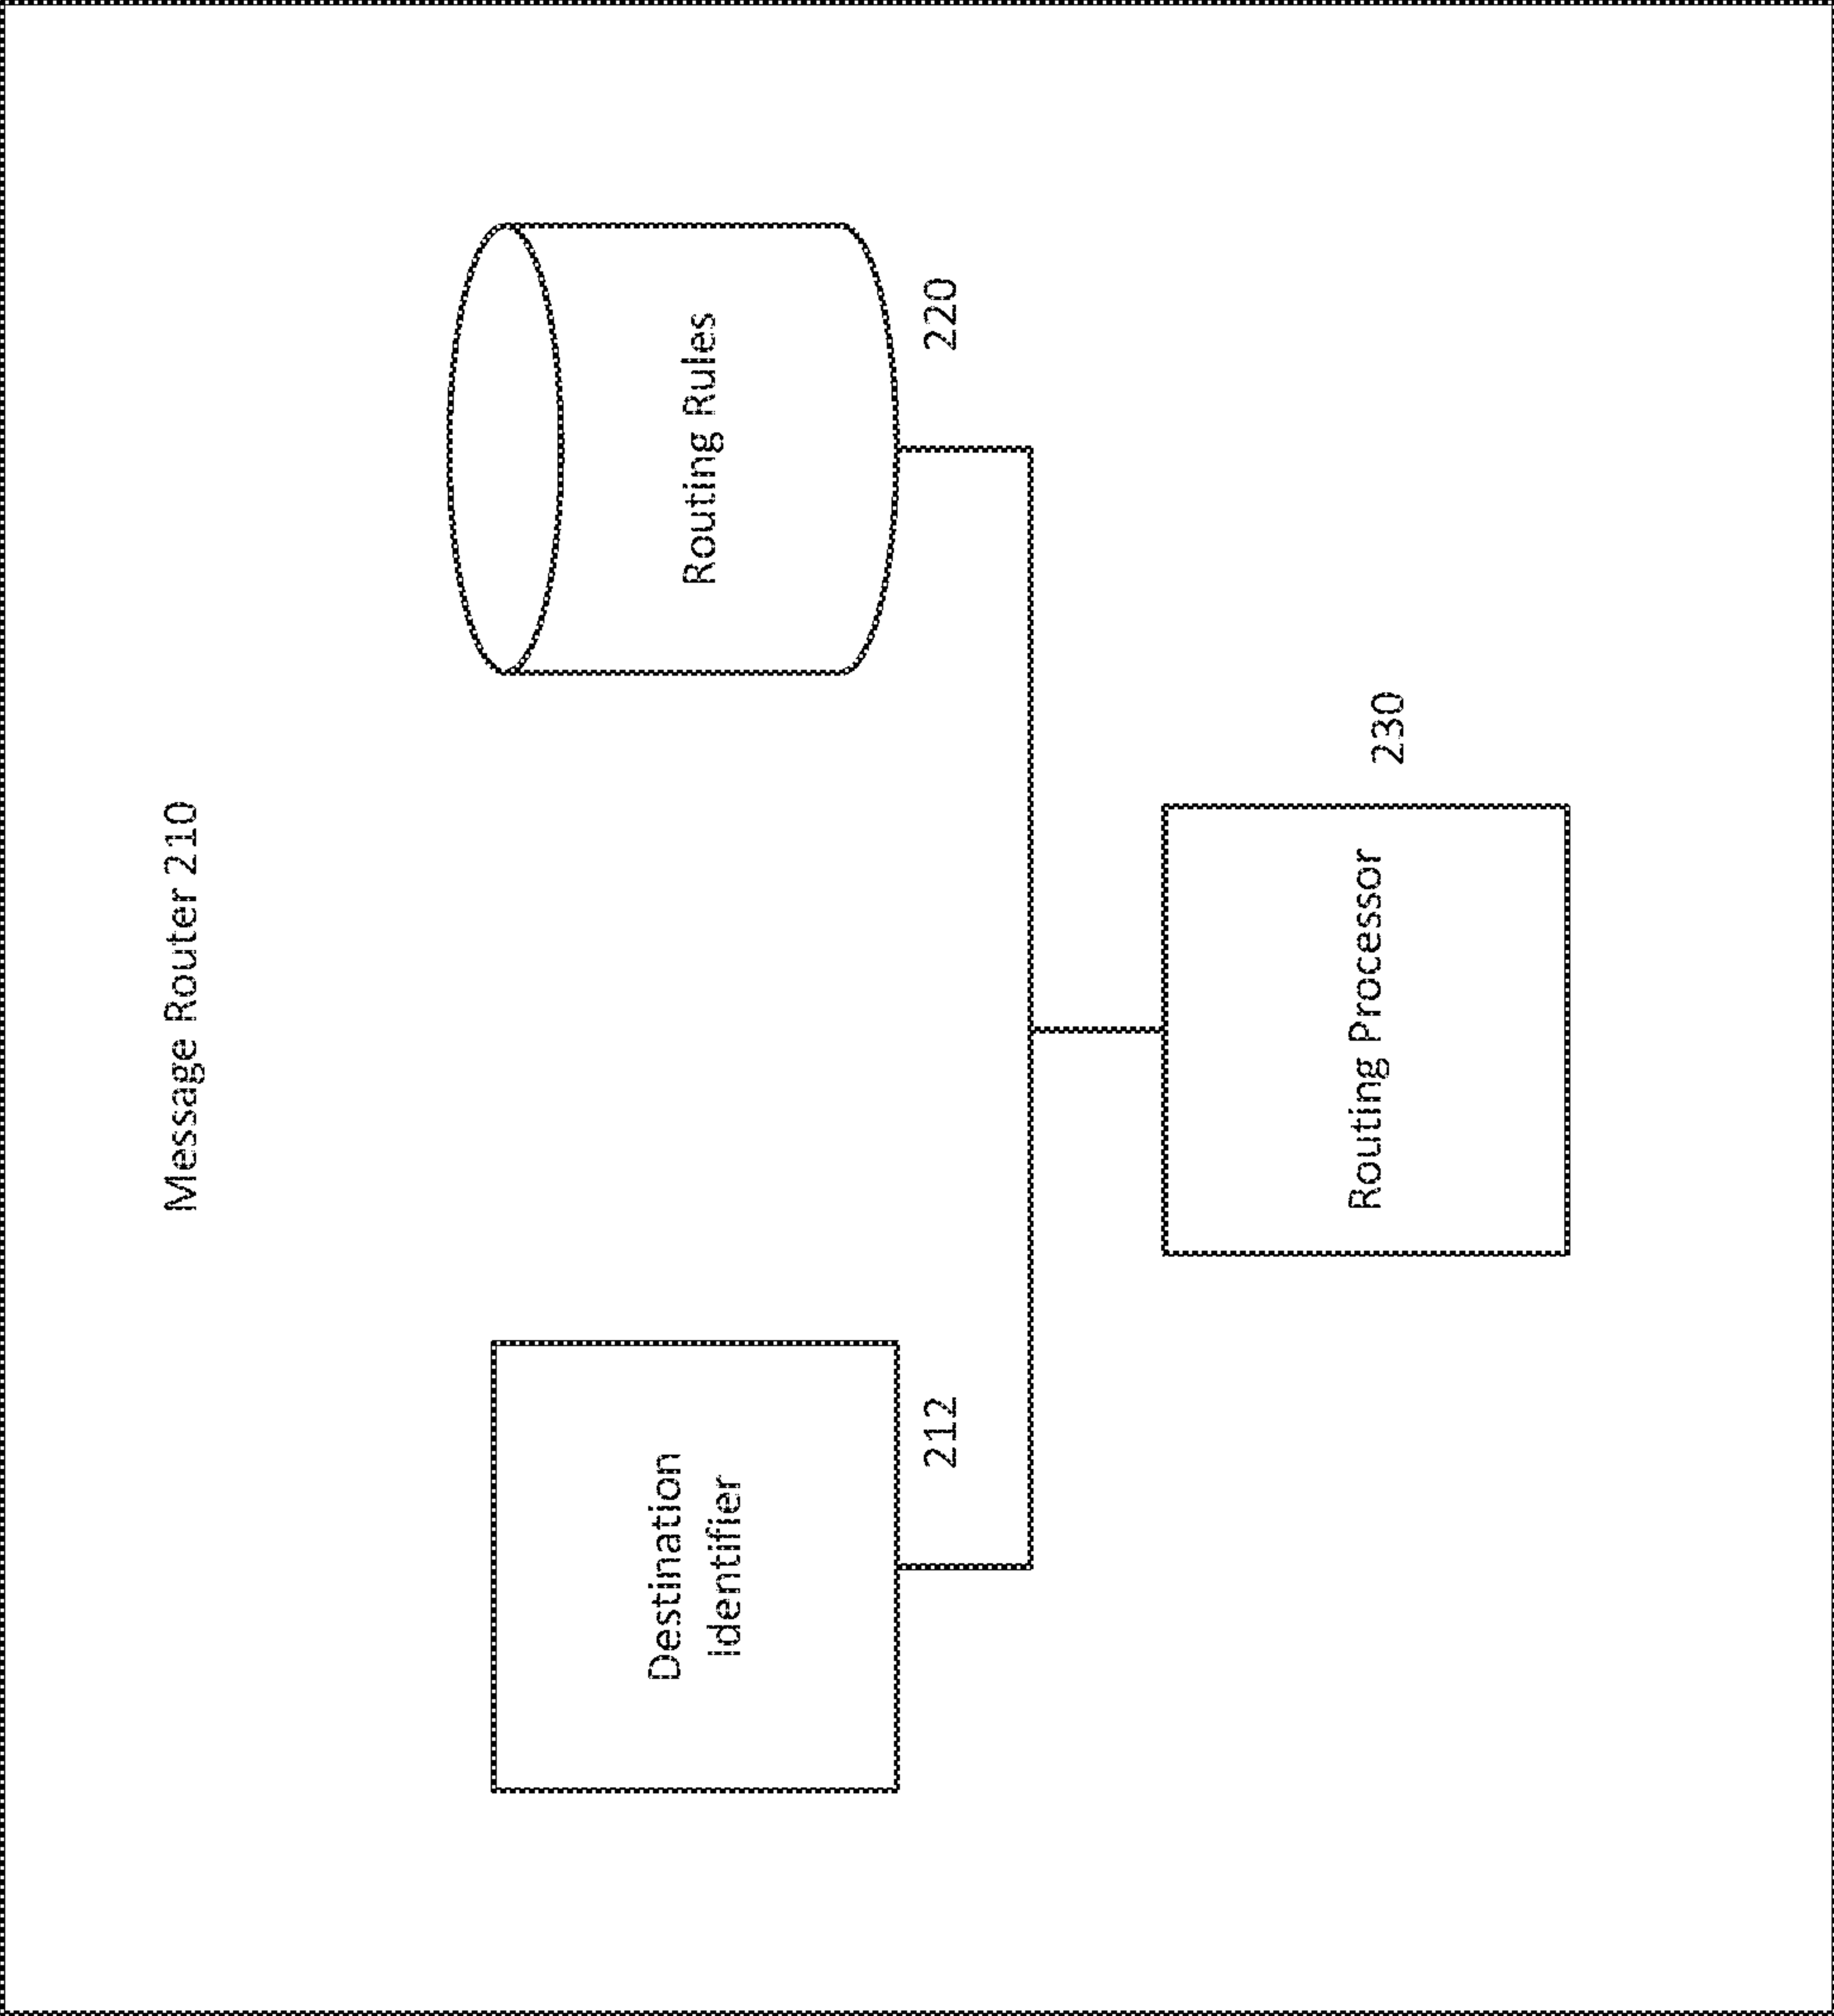 Message Router 210
Destination
Identifier
212
Routing Rules
220
Routing Processor
230